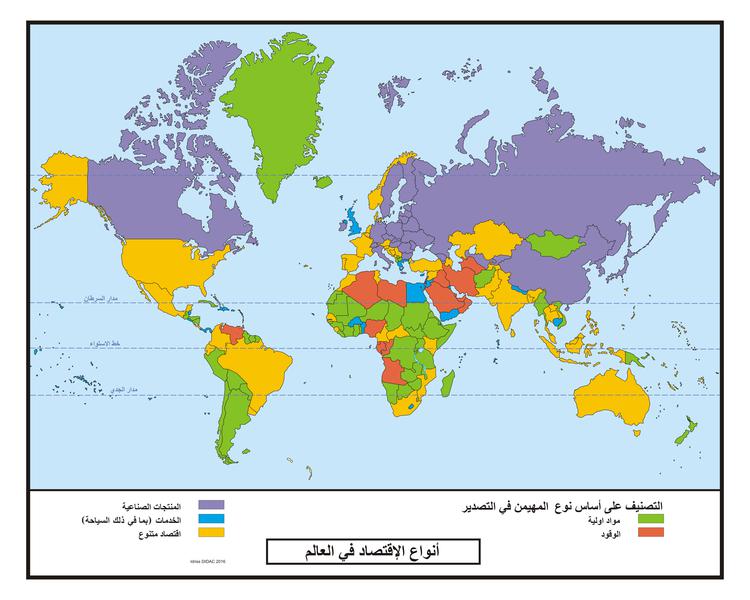 مدار السرطان
خط الاستواء
مدار الجدي
التصنيف على أساس نوع المهيمن في التصدير
مواد اولية
الوقود
المنتجات الصناعية
الخدمات (بما في ذلك السياحة)
اقتصاد متنوع
أنواع الإقتصاد في العالم
idriss DIDAC 2016